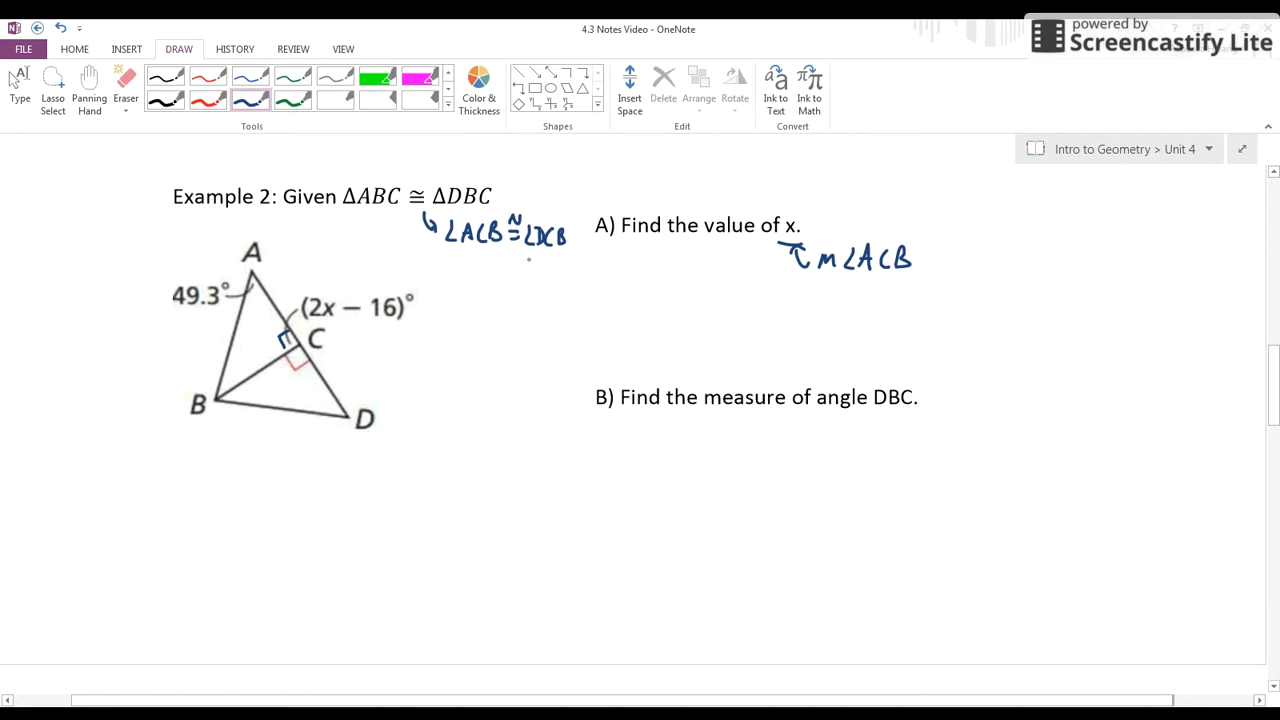 4.3 Notes Video - OneNote
powered by
Screencastify Lite
FILE HOME INSERT DRAW HISTORY REVIEW VIEW
Type Lasso Select Panning Hand Eraser Color & Thickness Insert Space Delete Arrange Rotate Ink to Text Ink to Math
Tools Shapes Edit Convert
Intro to Geometry > Unit 4
Example 2: Given ΔABC ≅ ΔDBC
∠ACB ≅ ∠DCB
A) Find the value of x.
m∠ACB
A
49.3°
(2x − 16)°
C
B
D
B) Find the measure of angle DBC.